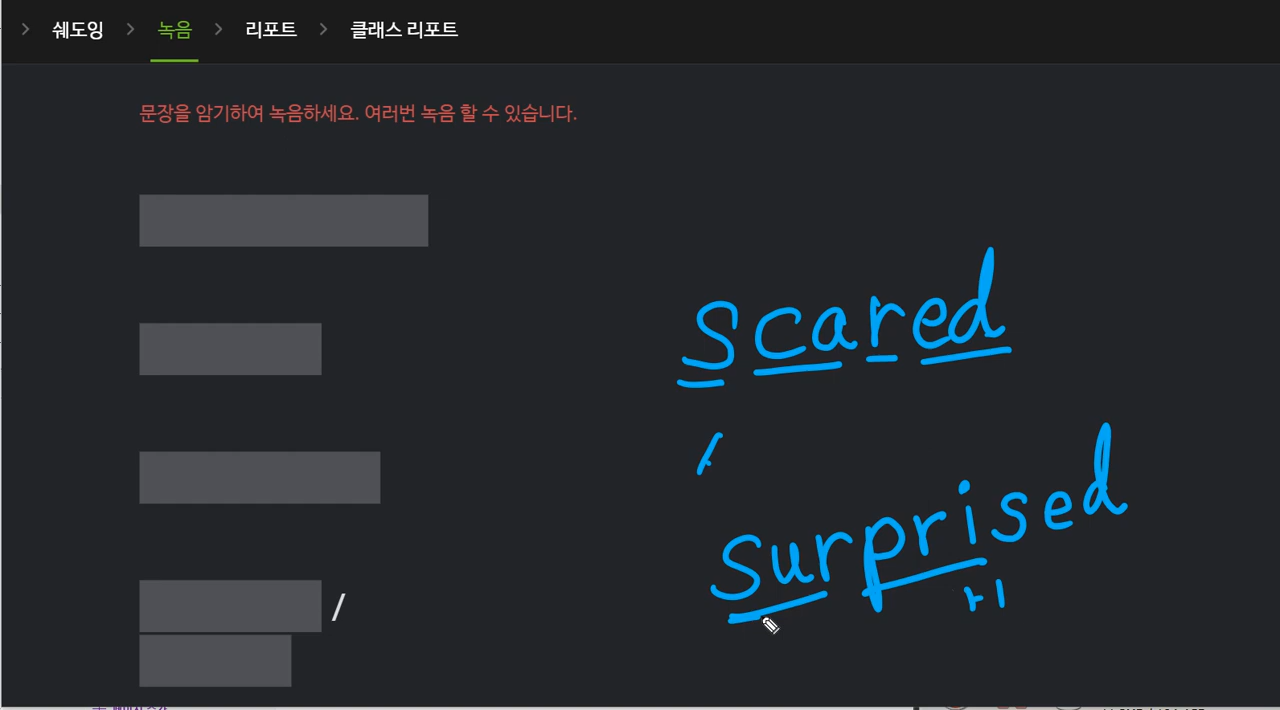 쉐도잉 > 녹음 > 리포트 > 클래스 리포트
문장을 암기하여 녹음하세요. 여러번 녹음 할 수 있습니다.
Scared
surprised
/